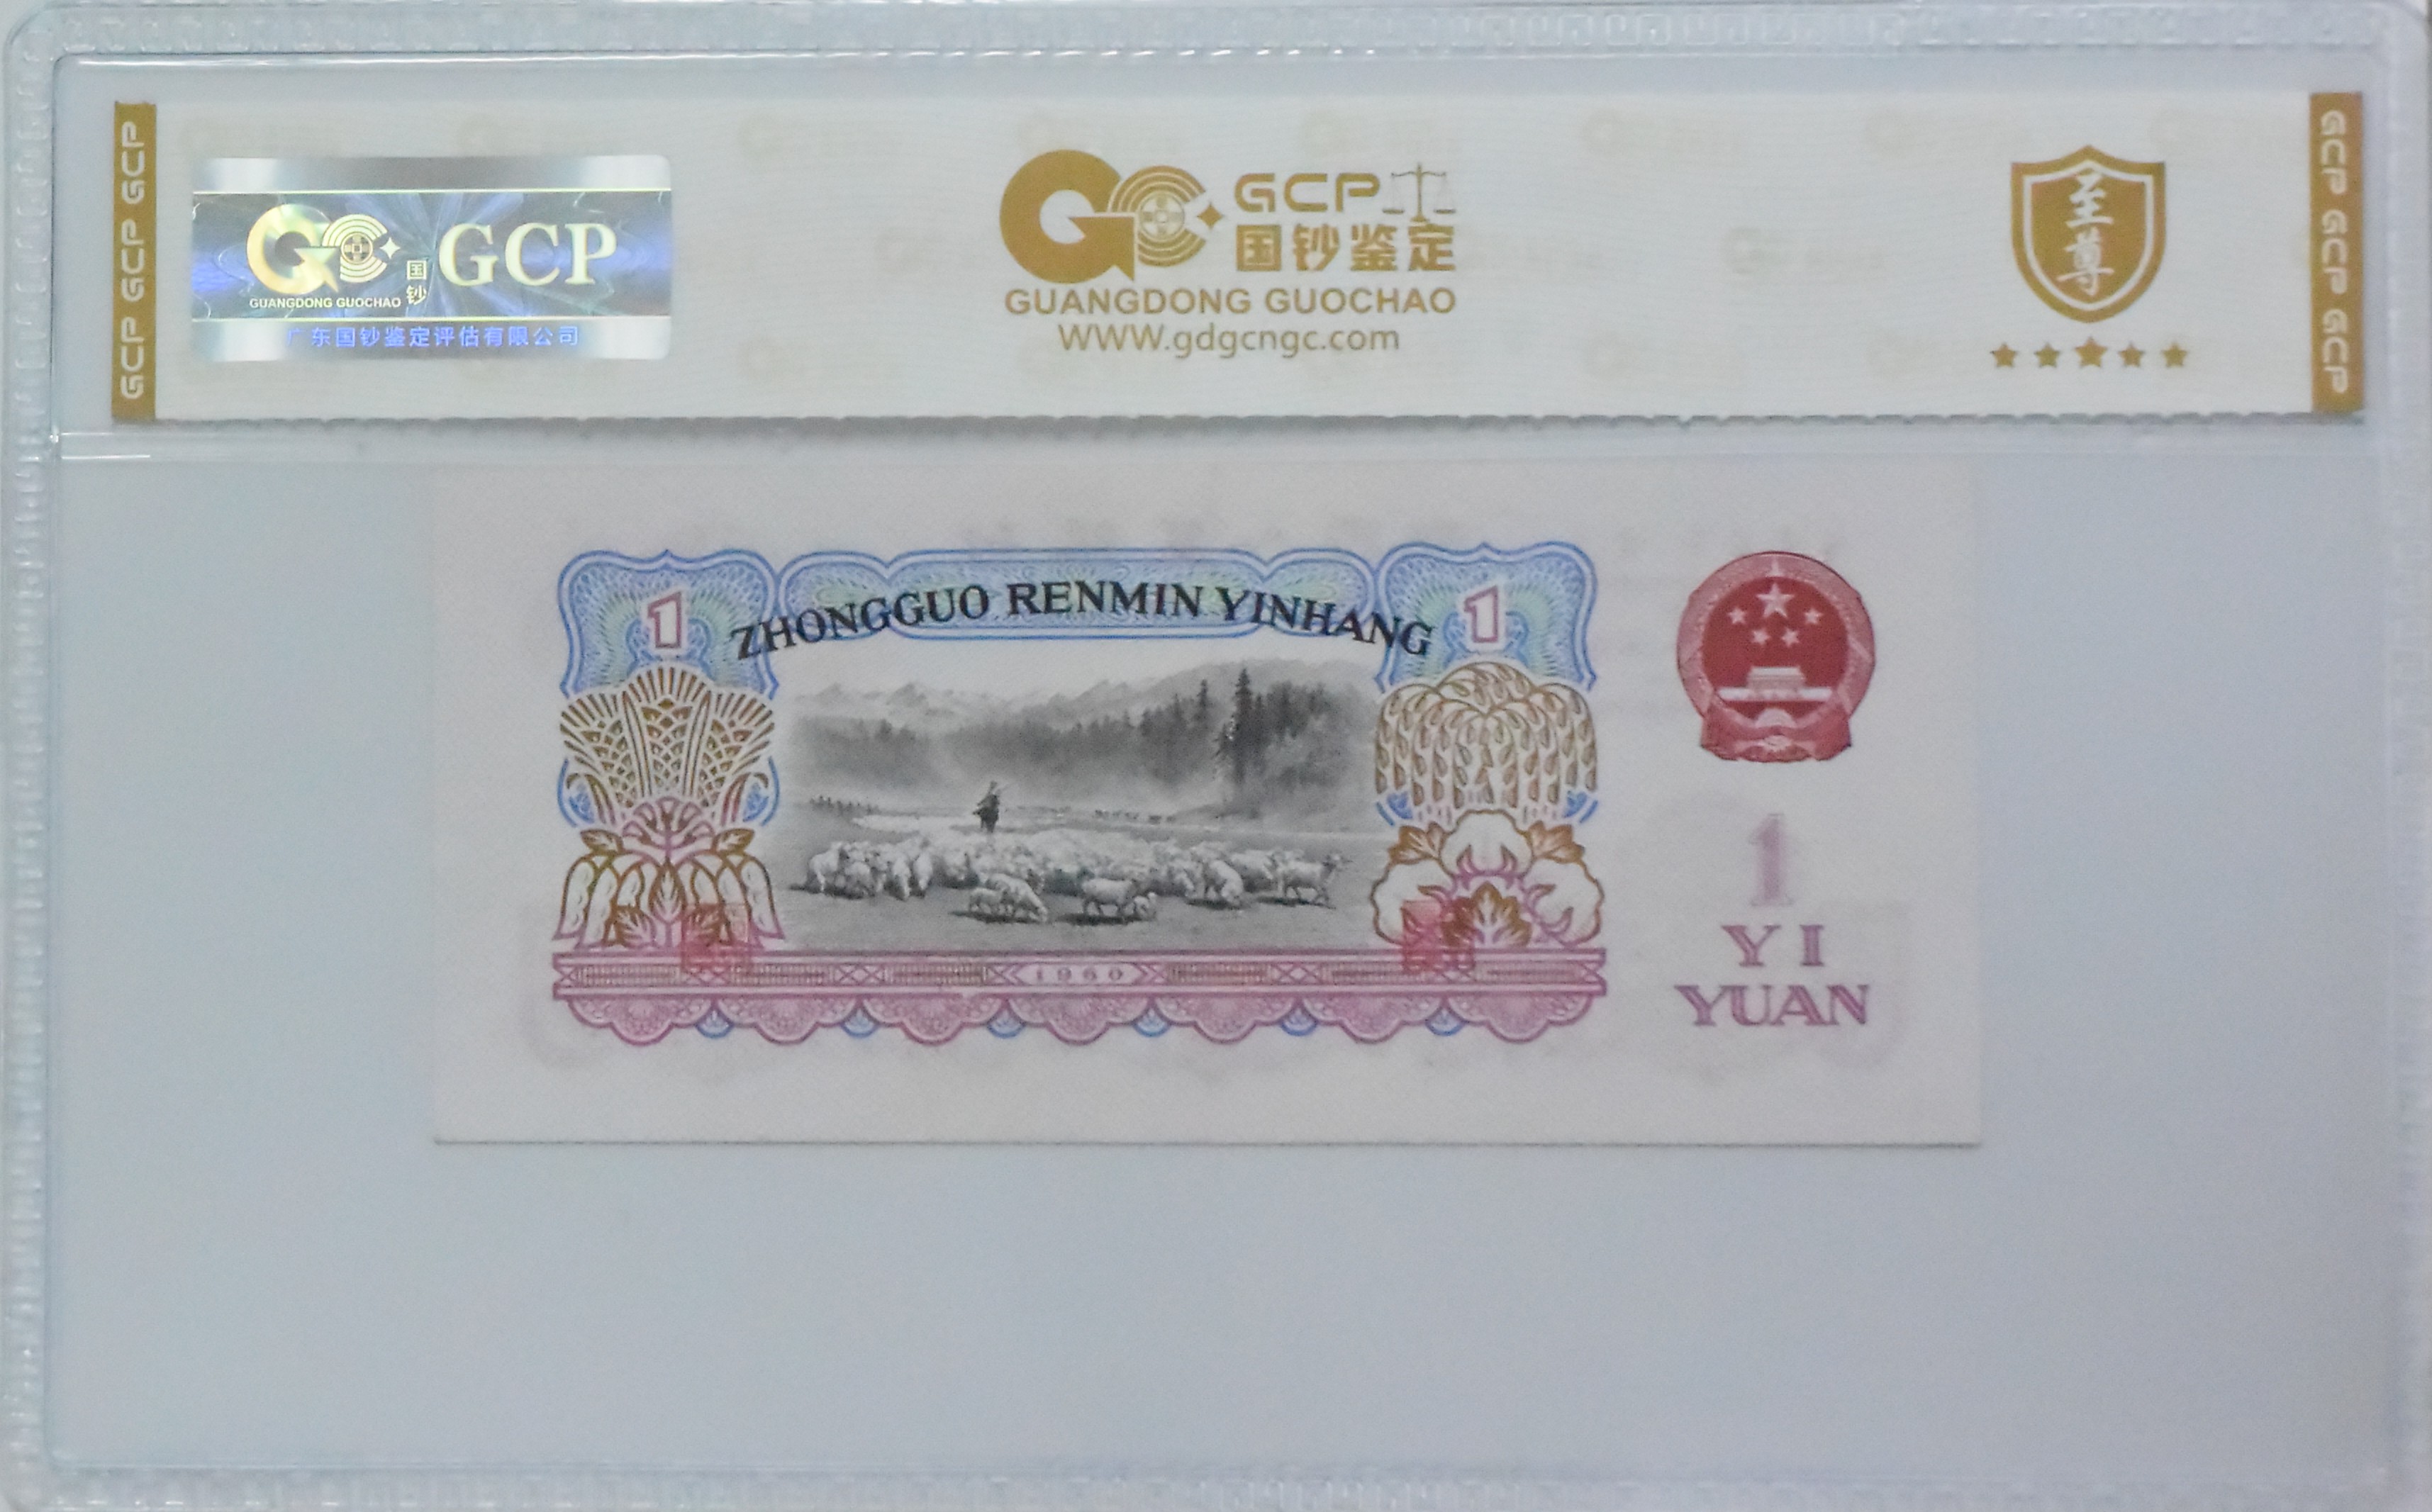 GCP GCP GCP
GCP
国钞
GUANGDONG GUOCHAO
广东国钞鉴定评估有限公司
GCP
国钞鉴定
GUANGDONG GUOCHAO
WWW.gdgcngc.com
至尊
GCP GCP GCP
1
ZHONGGUO RENMIN YINHANG
1
1960
1
YI
YUAN